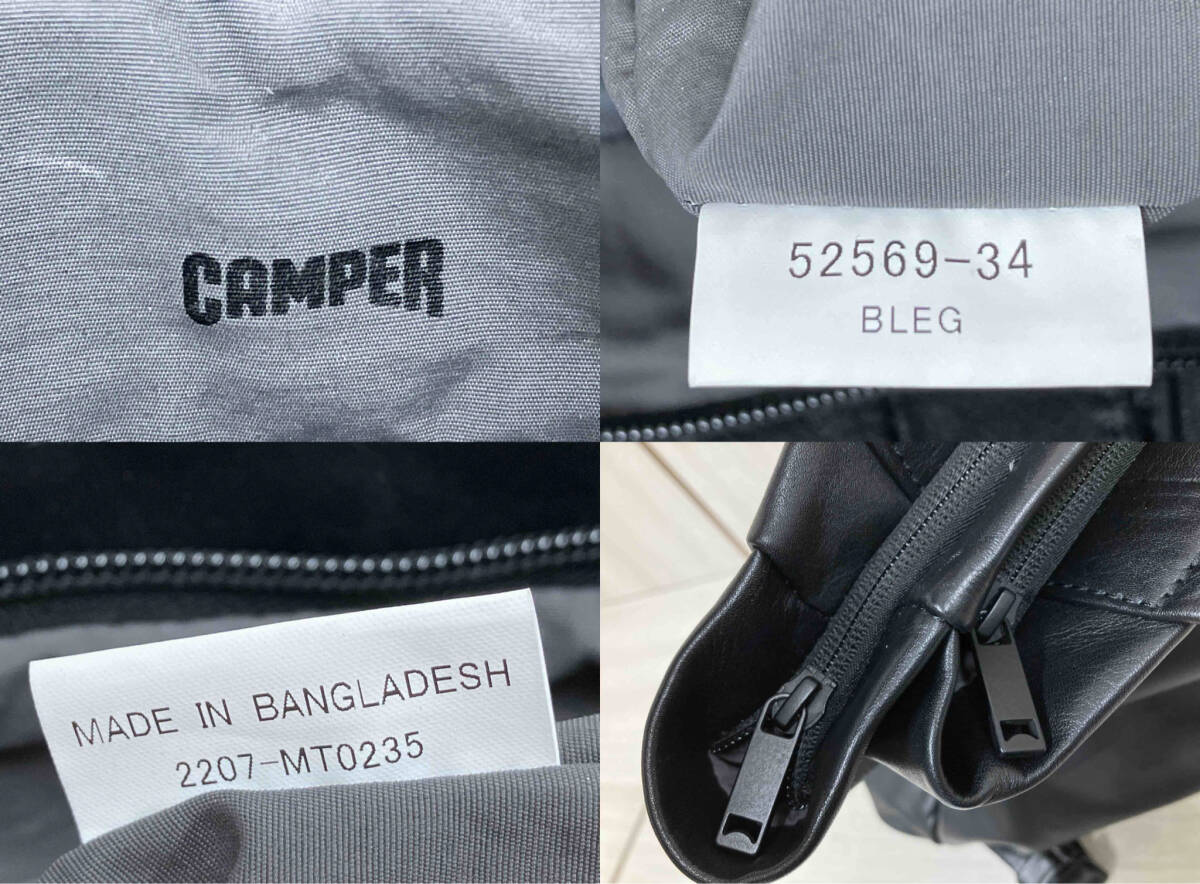 CAMPER
52569-34
BLEG
MADE IN BANGLADESH
2207-MT0235